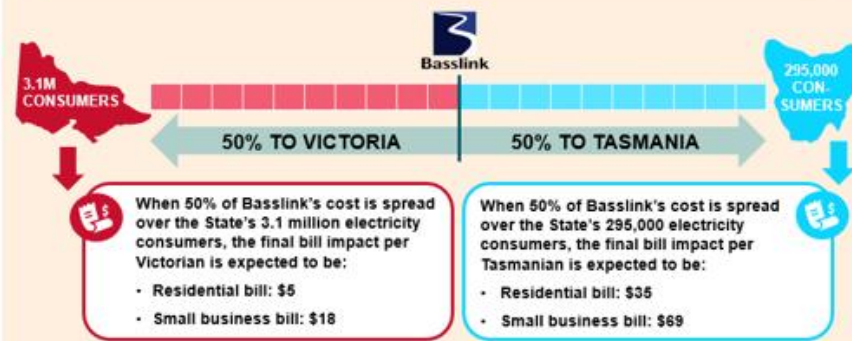 Basslink
3.1M
CONSUMERS
295,000
CON-
SUMERS
50% TO VICTORIA
50% TO TASMANIA
When 50% of Basslink's cost is spread
over the State's 3.1 million electricity
consumers, the final bill impact per
Victorian is expected to be:
· Residential bill: $5
· Small business bill: $18
When 50% of Basslink's cost is spread
over the State's 295,000 electricity
consumers, the final bill impact per
Tasmanian is expected to be:
· Residential bill: $35
· Small business bill: $69
$
$